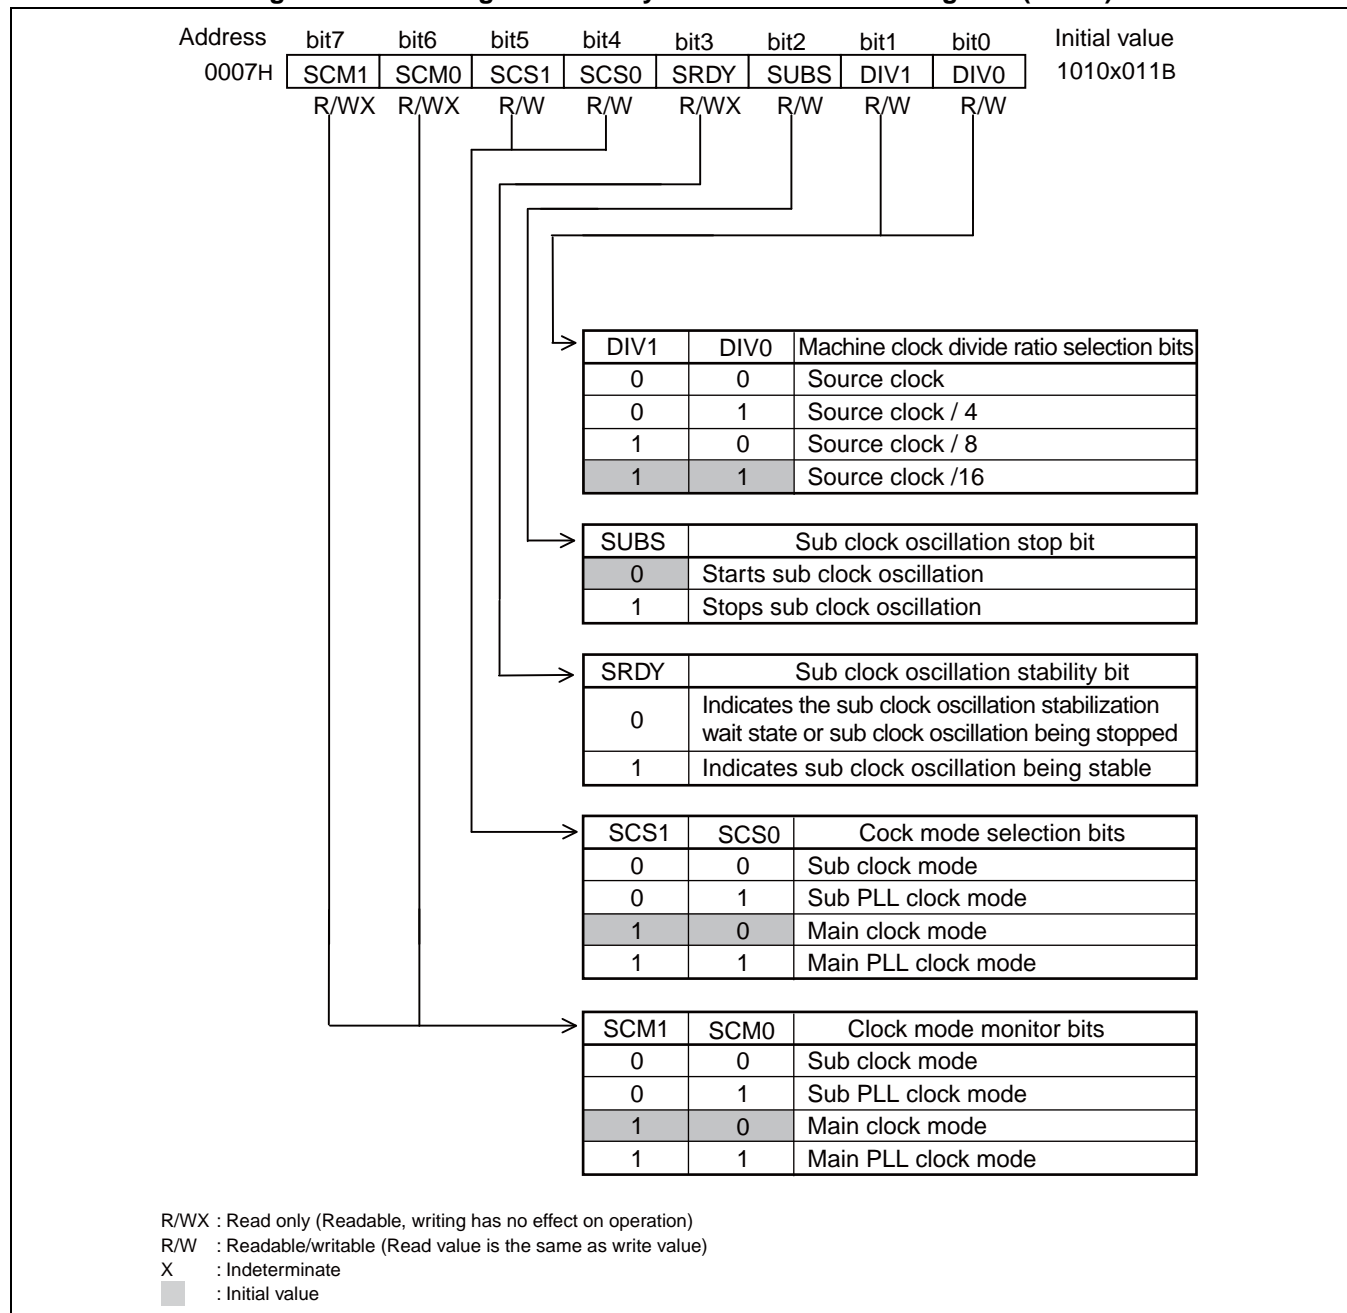 Address bit7 bit6 bit5 bit4 bit3 bit2 bit1 bit0 Initial value
0007H SCM1 SCM0 SCS1 SCS0 SRDY SUBS DIV1 DIV0 1010x011B
R/WX R/WX R/W R/W R/WX R/W R/W R/W
DIV1 DIV0 Machine clock divide ratio selection bits
0 0 Source clock
0 1 Source clock / 4
1 0 Source clock / 8
1 1 Source clock /16
SUBS Sub clock oscillation stop bit
0 Starts sub clock oscillation
1 Stops sub clock oscillation
SRDY Sub clock oscillation stability bit
0 Indicates the sub clock oscillation stabilization
wait state or sub clock oscillation being stopped
1 Indicates sub clock oscillation being stable
SCS1 SCS0 Cock mode selection bits
0 0 Sub clock mode
0 1 Sub PLL clock mode
1 0 Main clock mode
1 1 Main PLL clock mode
SCM1 SCM0 Clock mode monitor bits
0 0 Sub clock mode
0 1 Sub PLL clock mode
1 0 Main clock mode
1 1 Main PLL clock mode
R/WX : Read only (Readable, writing has no effect on operation)
R/W : Readable/writable (Read value is the same as write value)
X : Indeterminate
: Initial value